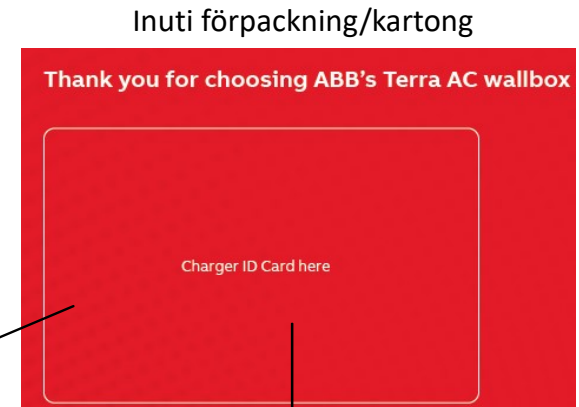 Inuti förpackning/kartong
Thank you for choosing ABB's Terra AC wallbox
Charger ID Card here